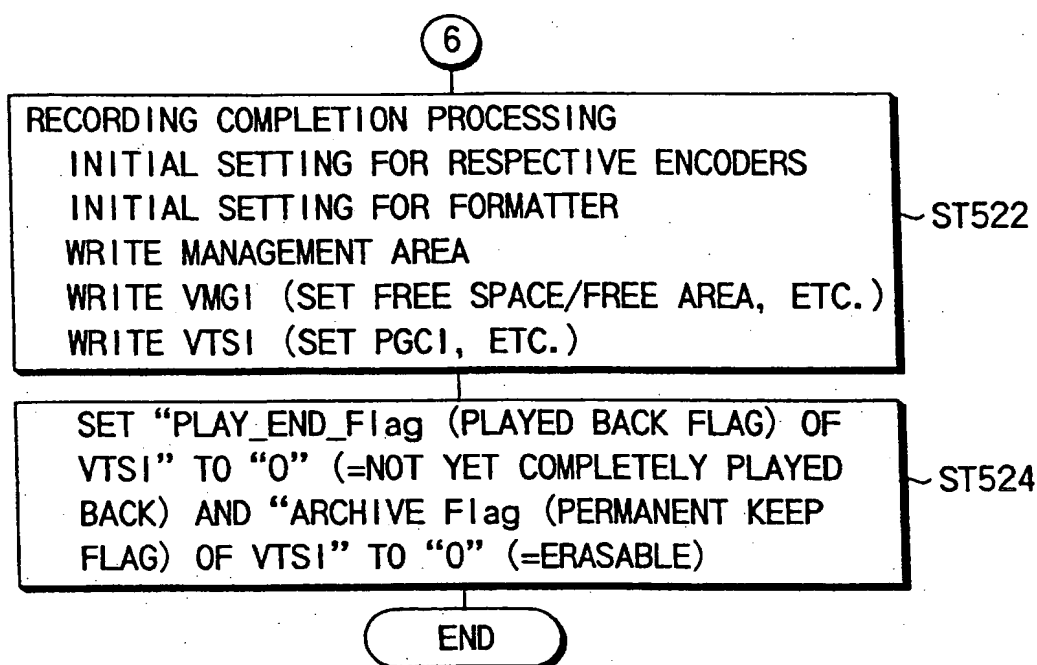 6
RECORDING COMPLETION PROCESSING
INITIAL SETTING FOR RESPECTIVE ENCODERS
INITIAL SETTING FOR FORMATTER
WRITE MANAGEMENT AREA
WRITE VMGI (SET FREE SPACE/FREE AREA, ETC.)
WRITE VTSI (SET PGCI, ETC.)
ST522
SET “PLAY_END_Flag (PLAYED BACK FLAG) OF
VTSI” TO “0” (=NOT YET COMPLETELY PLAYED
BACK) AND “ARCHIVE Flag (PERMANENT KEEP
FLAG) OF VTSI” TO “0” (=ERASABLE)
ST524
END